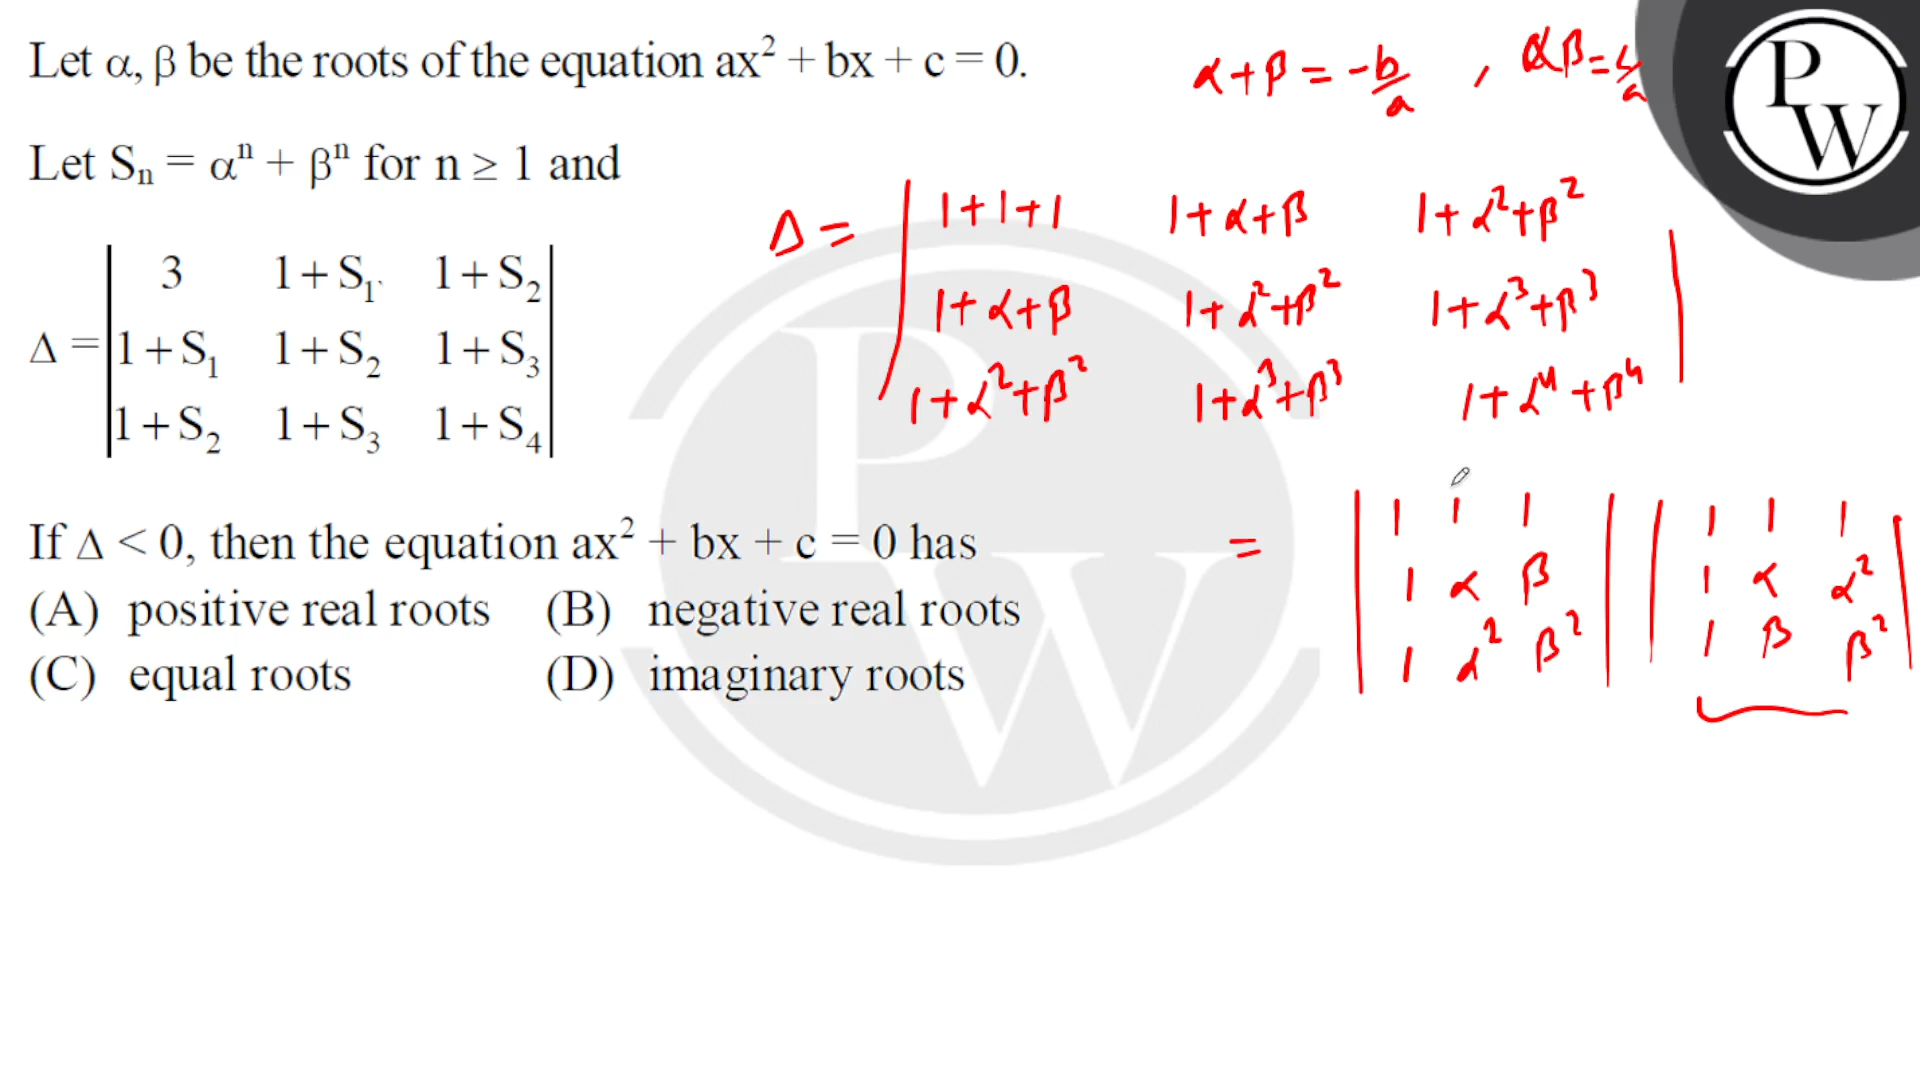 Let α, β be the roots of the equation ax² + bx + c = 0.
α+β = -b/a , αβ = c/a
PW
Let Sₙ = αⁿ + βⁿ for n ≥ 1 and
Δ = | 3 1+S₁ 1+S₂ |
| 1+S₁ 1+S₂ 1+S₃ |
| 1+S₂ 1+S₃ 1+S₄ |
Δ = | 1+1+1 1+α+β 1+α²+β² |
| 1+α+β 1+α²+β² 1+α³+β³ |
| 1+α²+β² 1+α³+β³ 1+α⁴+β⁴ |
= | 1 1 1 | | 1 1 1 |
| 1 α β | | 1 α α² |
| 1 α² β² | | 1 β β² |
If Δ < 0, then the equation ax² + bx + c = 0 has
(A) positive real roots (B) negative real roots
(C) equal roots (D) imaginary roots
PW